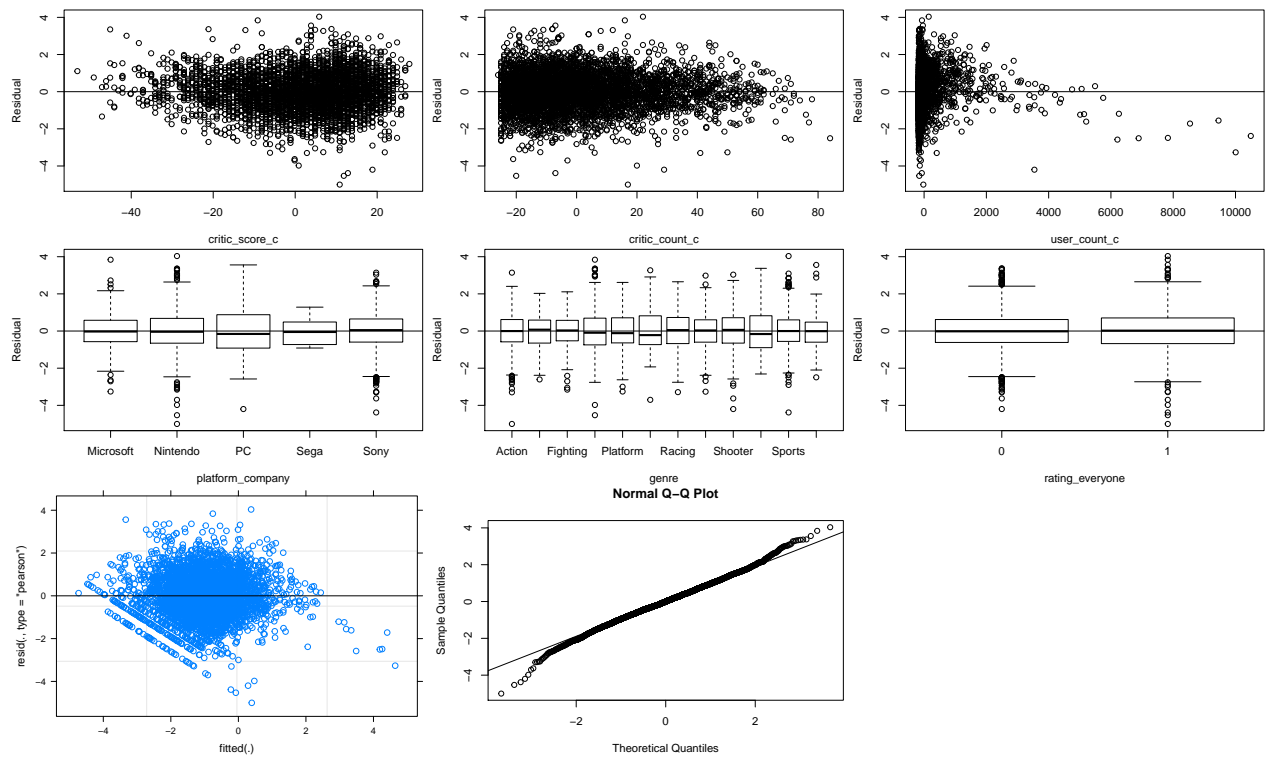 4
2
0
−2
−4
Residual
−40 −20 0 20
critic_score_c
4
2
0
−2
−4
Residual
−20 0 20 40 60 80
critic_count_c
4
2
0
−2
−4
Residual
0 2000 4000 6000 8000 10000
user_count_c
4
2
0
−2
−4
Residual
Microsoft Nintendo PC Sega Sony
platform_company
4
2
0
−2
−4
Residual
Action Fighting Platform Racing Shooter Sports
genre
4
2
0
−2
−4
Residual
0 1
rating_everyone
4
2
0
−2
−4
resid(., type = "pearson")
−4 −2 0 2 4
fitted(.)
Normal Q−Q Plot
4
2
0
−2
−4
Sample Quantiles
−2 0 2
Theoretical Quantiles